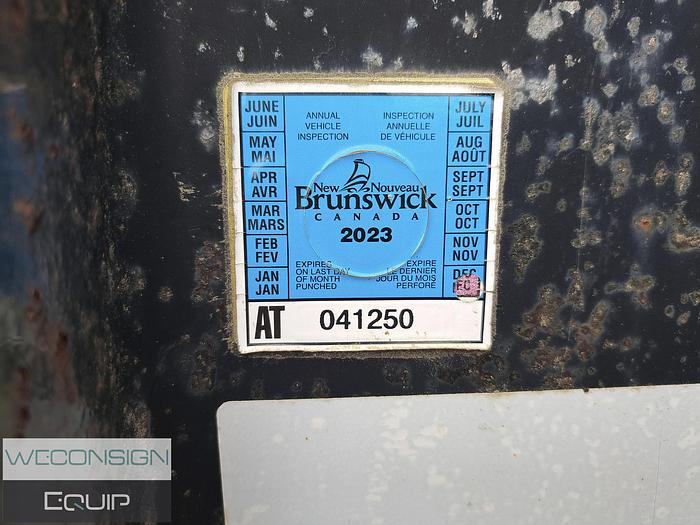 JUNE
JUIN
MAY
MAI
APR
AVR
MAR
MARS
FEB
FEV
JAN
JAN
ANNUAL
VEHICLE
INSPECTION
INSPECTION
ANNUELLE
DE VÉHICULE
New Nouveau
Brunswick
CANADA
2023
EXPIRES
ON LAST DAY
OF MONTH
PUNCHED
EXPIRE
LE DERNIER
JOUR DU MOIS
PERFORÉ
JULY
JUIL
AUG
AOÛT
SEPT
SEPT
OCT
OCT
NOV
NOV
DEC
AT 041250
WECONSIGN
EQUIP